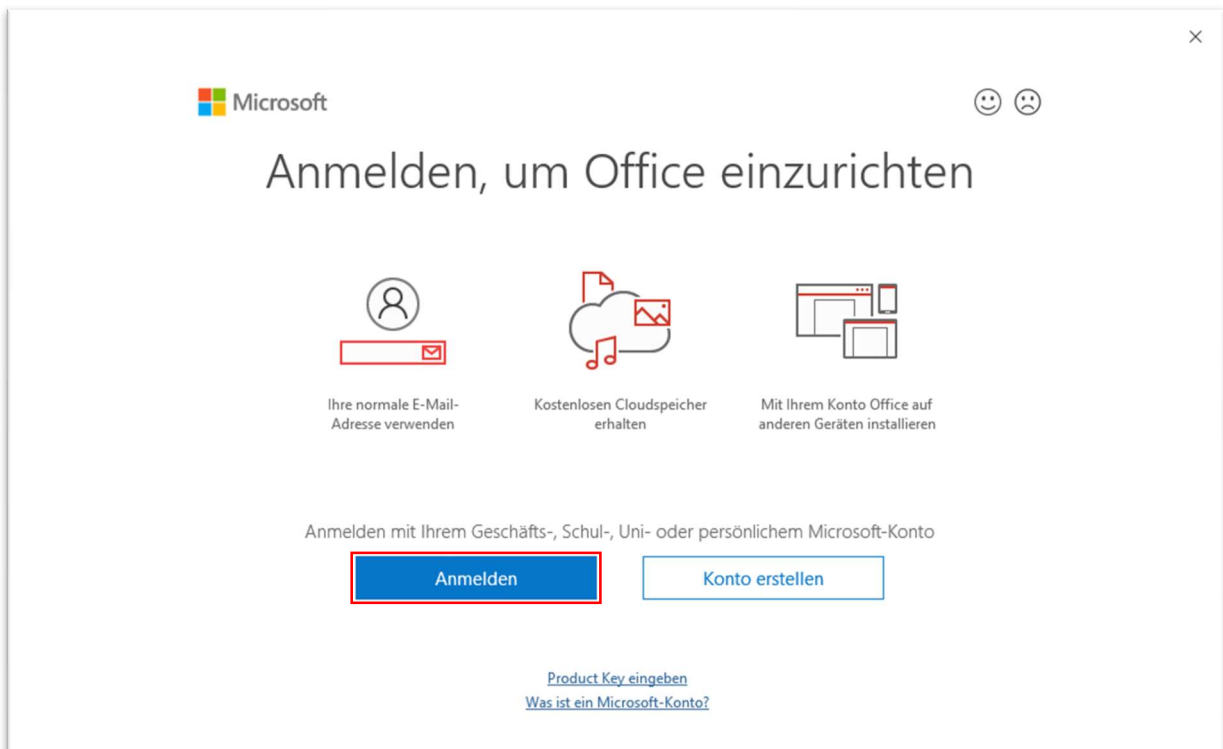 Microsoft
Anmelden, um Office einzurichten
Ihre normale E-Mail-
Adresse verwenden
Kostenlosen Cloudspeicher
erhalten
Mit Ihrem Konto Office auf
anderen Geräten installieren
Anmelden mit Ihrem Geschäfts-, Schul-, Uni- oder persönlichem Microsoft-Konto
Anmelden
Konto erstellen
Product Key eingeben
Was ist ein Microsoft-Konto?